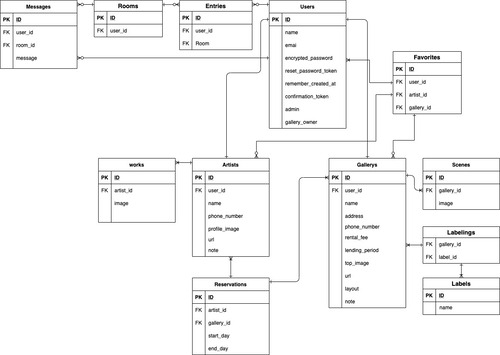 Messages
PK ID
FK user_id
FK room_id
message
Rooms
PK ID
FK user_id
Entries
PK ID
FK user_id
FK Room
Users
PK ID
name
emai
encrypted_password
reset_password_token
remember_created_at
confirmation_token
admin
gallery_owner
Favorites
PK ID
FK user_id
FK artist_id
FK gallery_id
works
PK ID
FK artist_id
image
Artists
PK ID
FK user_id
name
phone_number
profile_image
url
note
Gallerys
PK ID
FK user_id
name
address
phone_number
rental_fee
lending_period
top_image
url
layout
note
Scenes
PK ID
FK gallery_id
image
Labelings
FK gallery_id
FK label_id
Labels
PK ID
name
Reservations
PK ID
FK artist_id
FK gallery_id
start_day
end_day